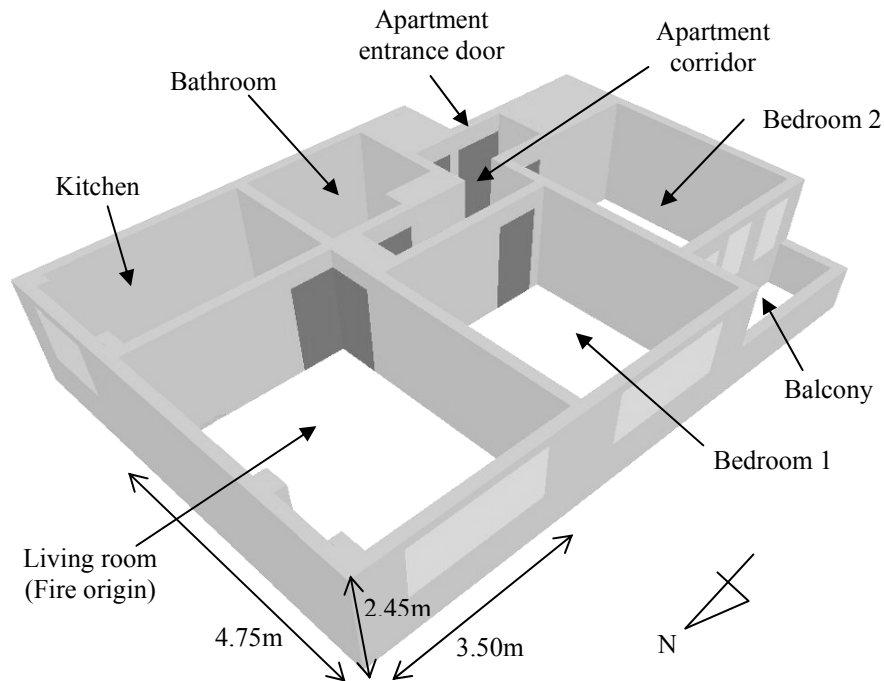 Apartment
entrance door
Apartment
corridor
Bathroom
Bedroom 2
Kitchen
Balcony
Bedroom 1
Living room
(Fire origin)
2.45m
4.75m
3.50m
N